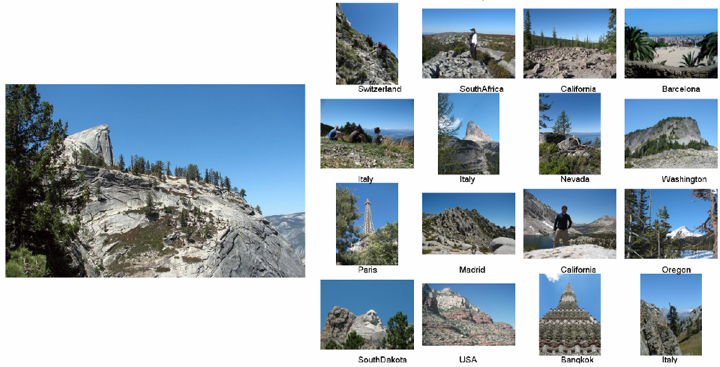 Switzerland
SouthAfrica
California
Barcelona
Italy
Italy
Nevada
Washington
Paris
Madrid
California
Oregon
SouthDakota
USA
Bangkok
Italy